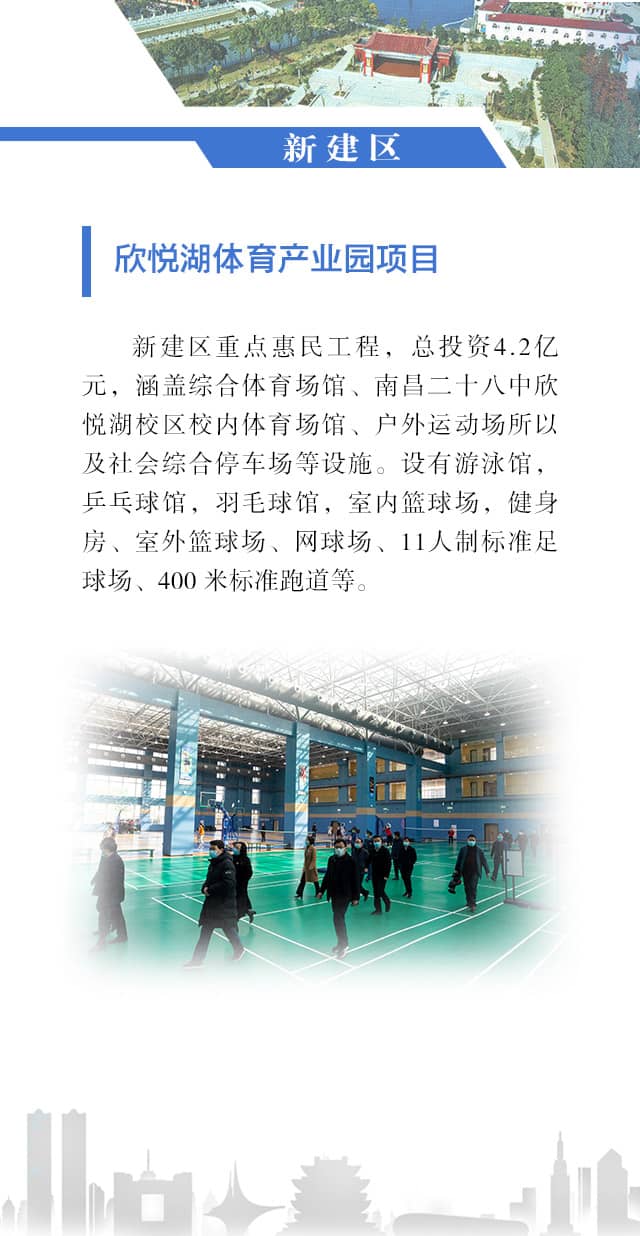 新建区
欣悦湖体育产业园项目
新建区重点惠民工程，总投资4.2亿
元，涵盖综合体育场馆、南昌二十八中欣
悦湖校区校内体育场馆、户外运动场所以
及社会综合停车场等设施。设有游泳馆，
乒乓球馆，羽毛球馆，室内篮球场，健身
房、室外篮球场、网球场、11人制标准足
球场、400 米标准跑道等。